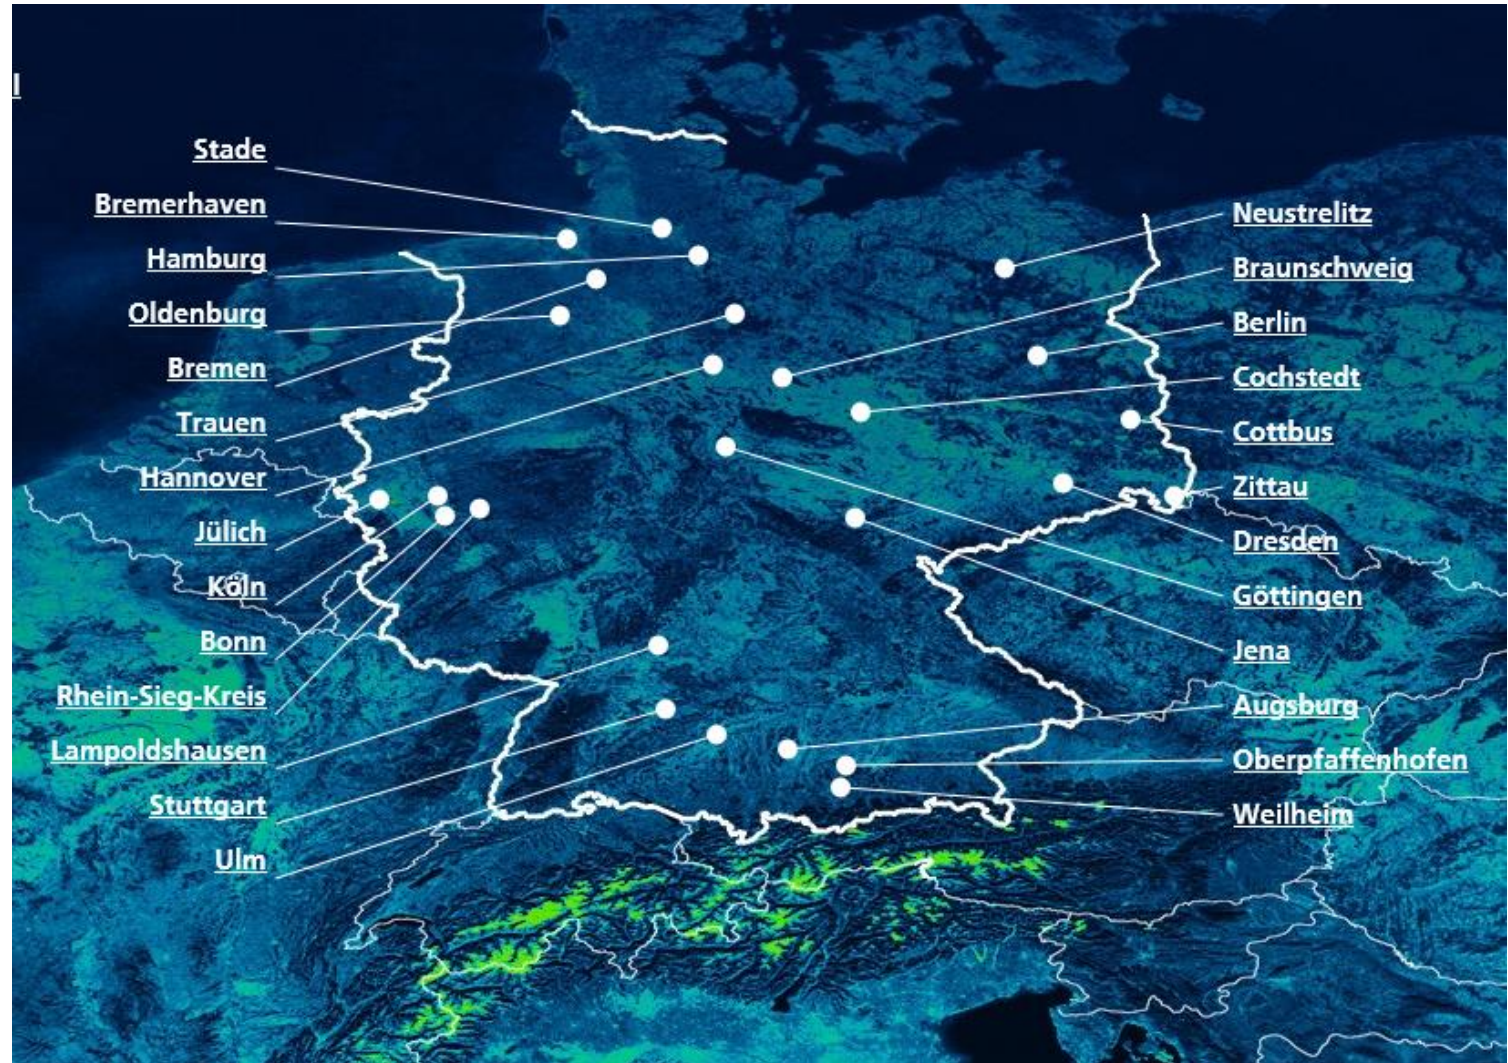 Stade
Bremerhaven
Hamburg
Oldenburg
Bremen
Trauen
Hannover
Jülich
Köln
Bonn
Rhein-Sieg-Kreis
Lampoldshausen
Stuttgart
Ulm
Neustrelitz
Braunschweig
Berlin
Cochstedt
Cottbus
Zittau
Dresden
Göttingen
Jena
Augsburg
Oberpfaffenhofen
Weilheim